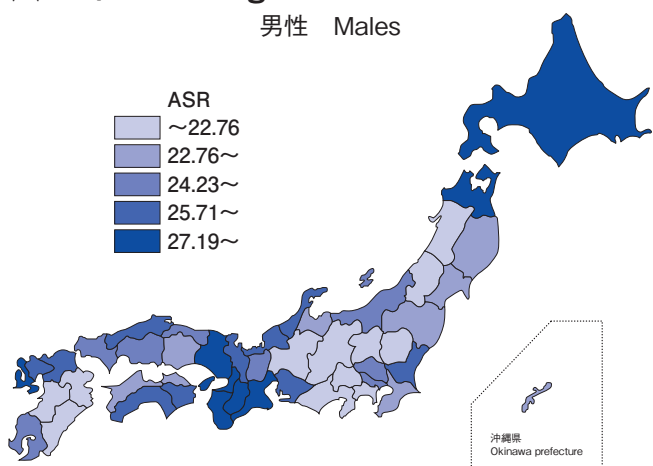 男性 Males
ASR
～22.76
22.76～
24.23～
25.71～
27.19～
沖縄県
Okinawa prefecture